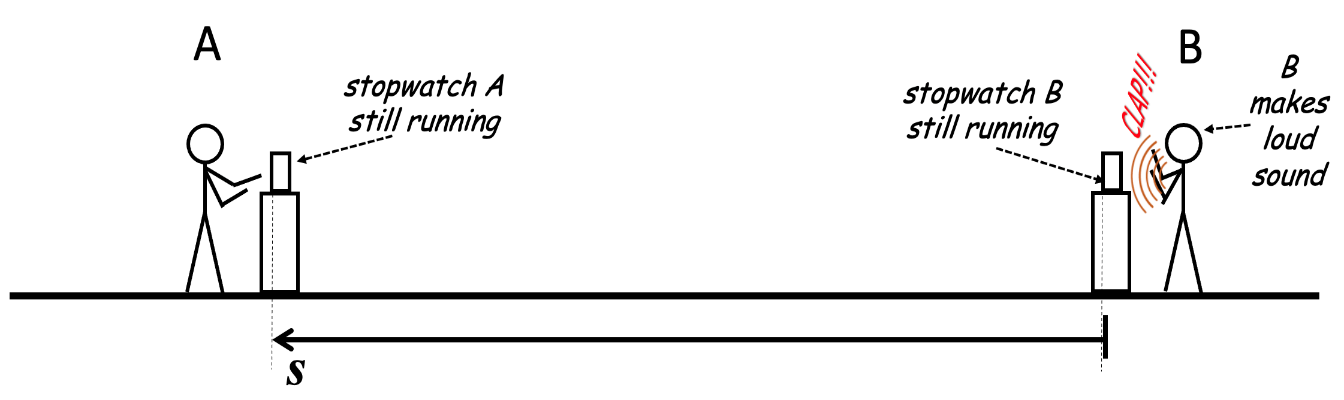 A
stopwatch A
still running
stopwatch B
still running
CLAP!!!
B
B
makes
loud
sound
s